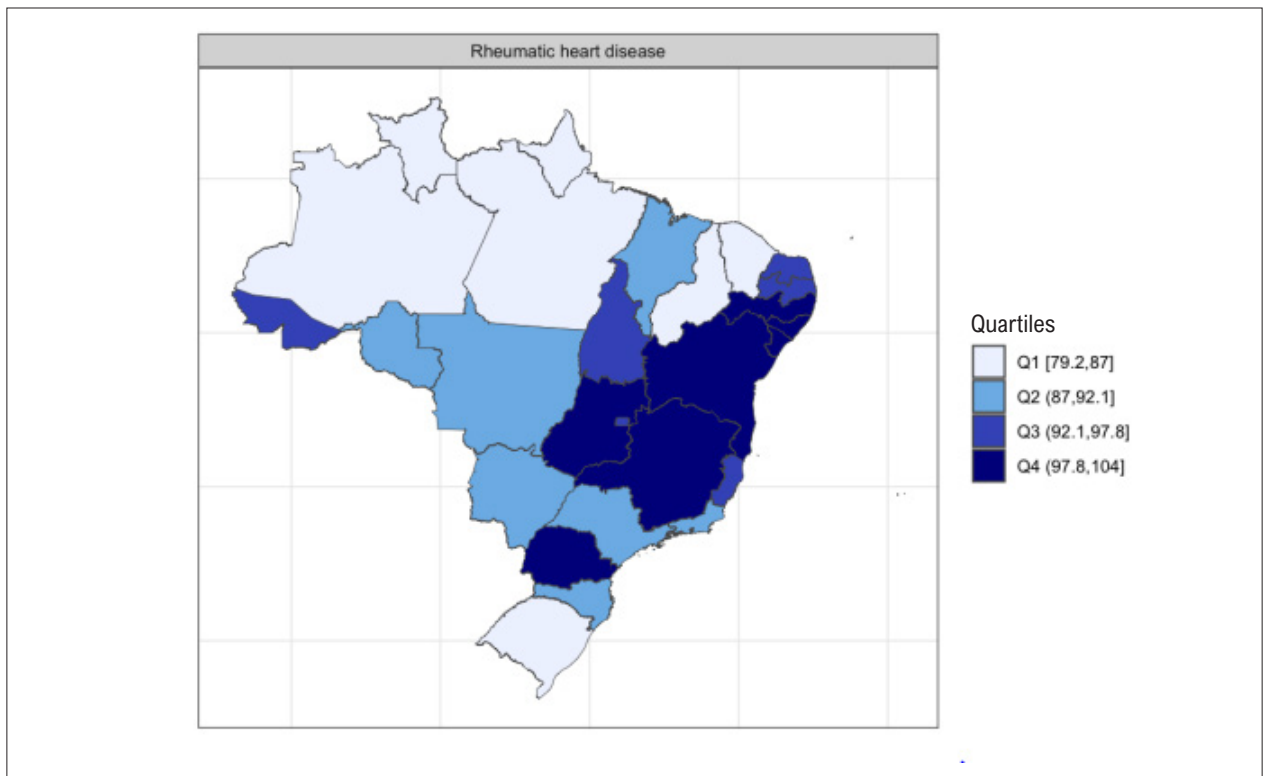 Rheumatic heart disease
Quartiles
Q1 [79.2,87]
Q2 (87,92.1]
Q3 (92.1,97.8]
Q4 (97.8,104]